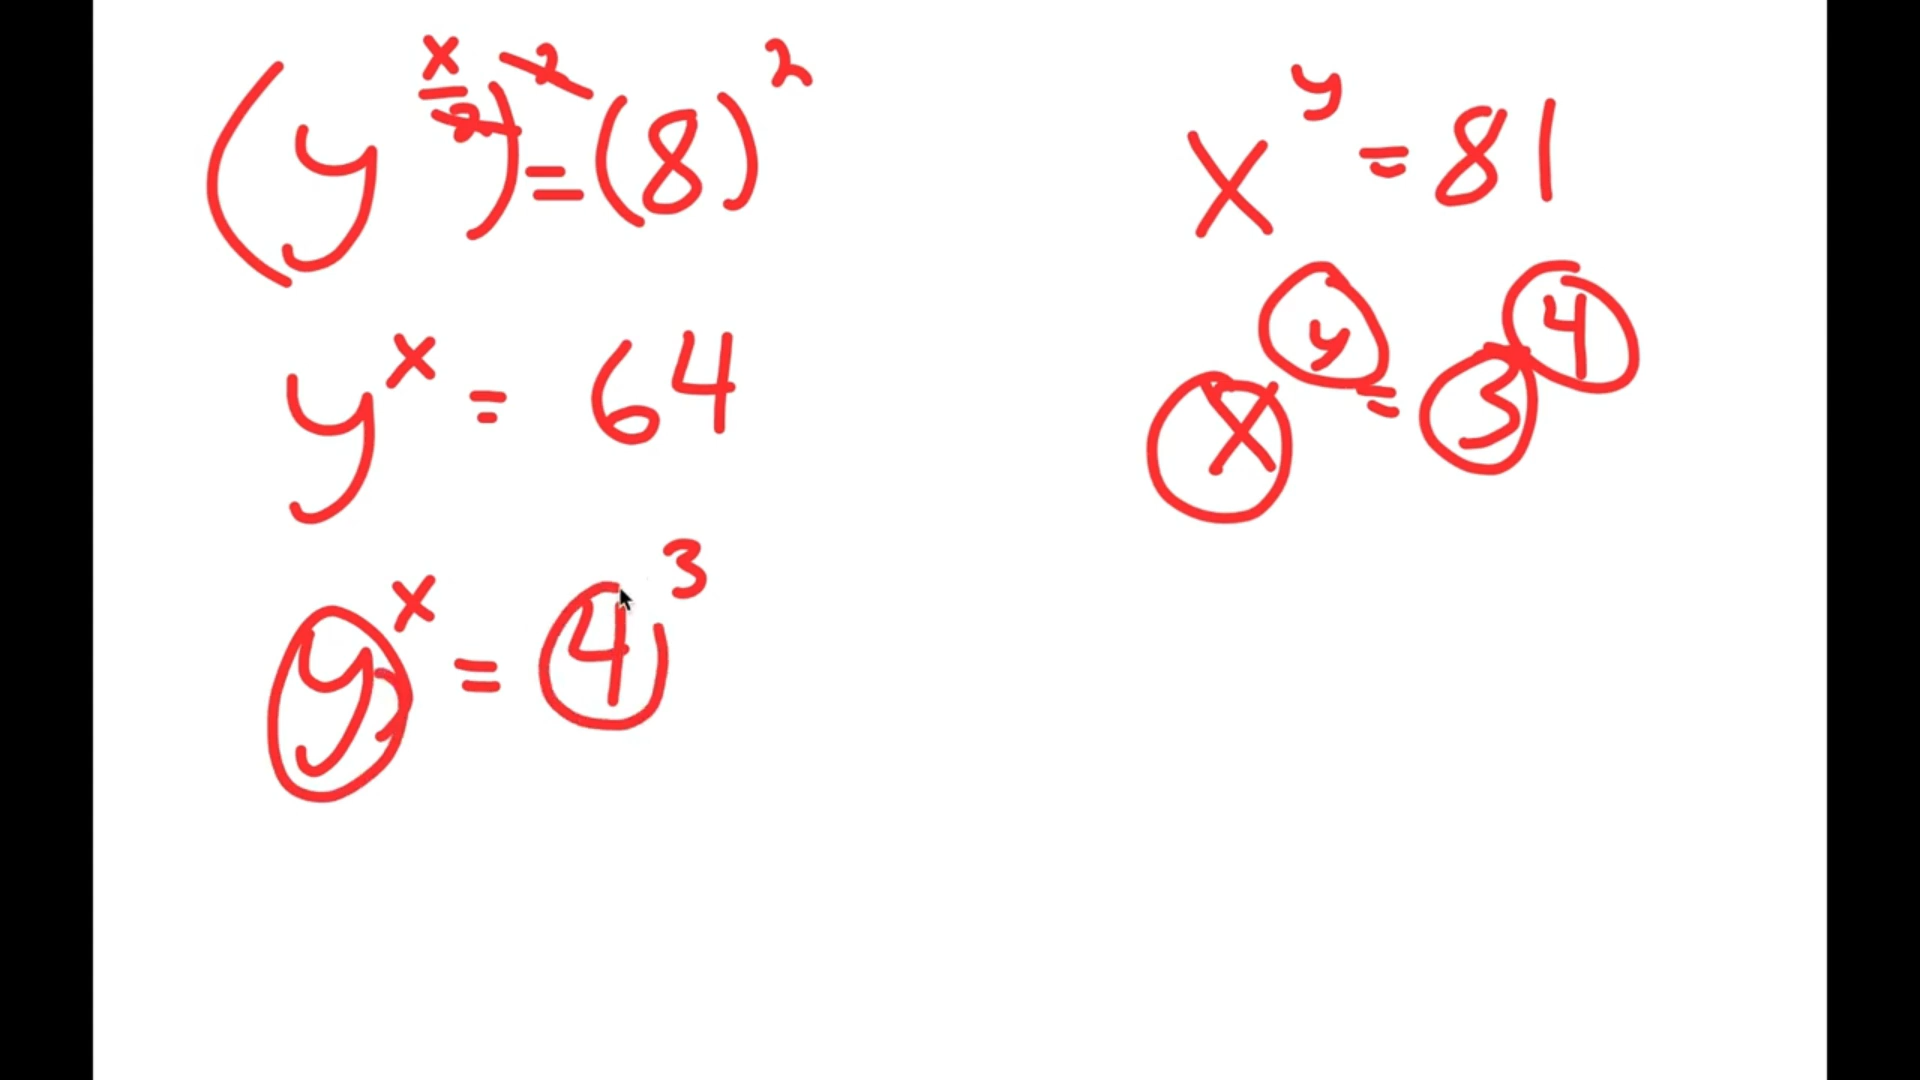 (y^{x/2})^2 = (8)^2
y^x = 64
y^x = 4^3
x^y = 81
x^y = 3^4